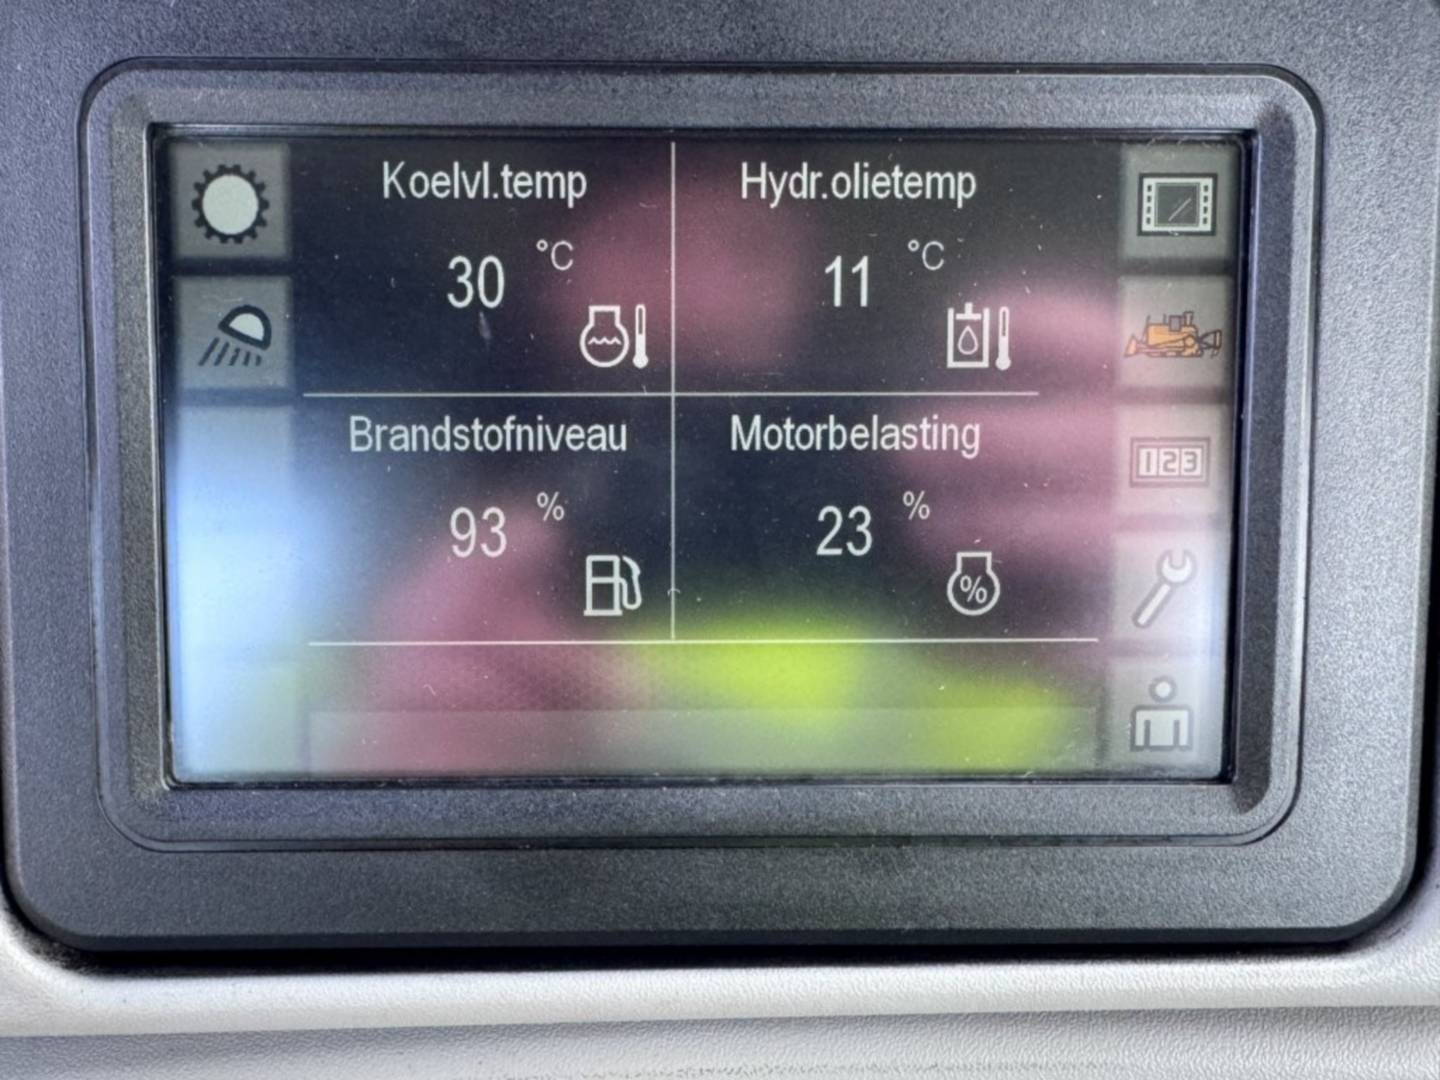 Koelvl.temp
30 °C
Hydr.olietemp
11 °C
Brandstofniveau
93 %
Motorbelasting
23 %
%
123